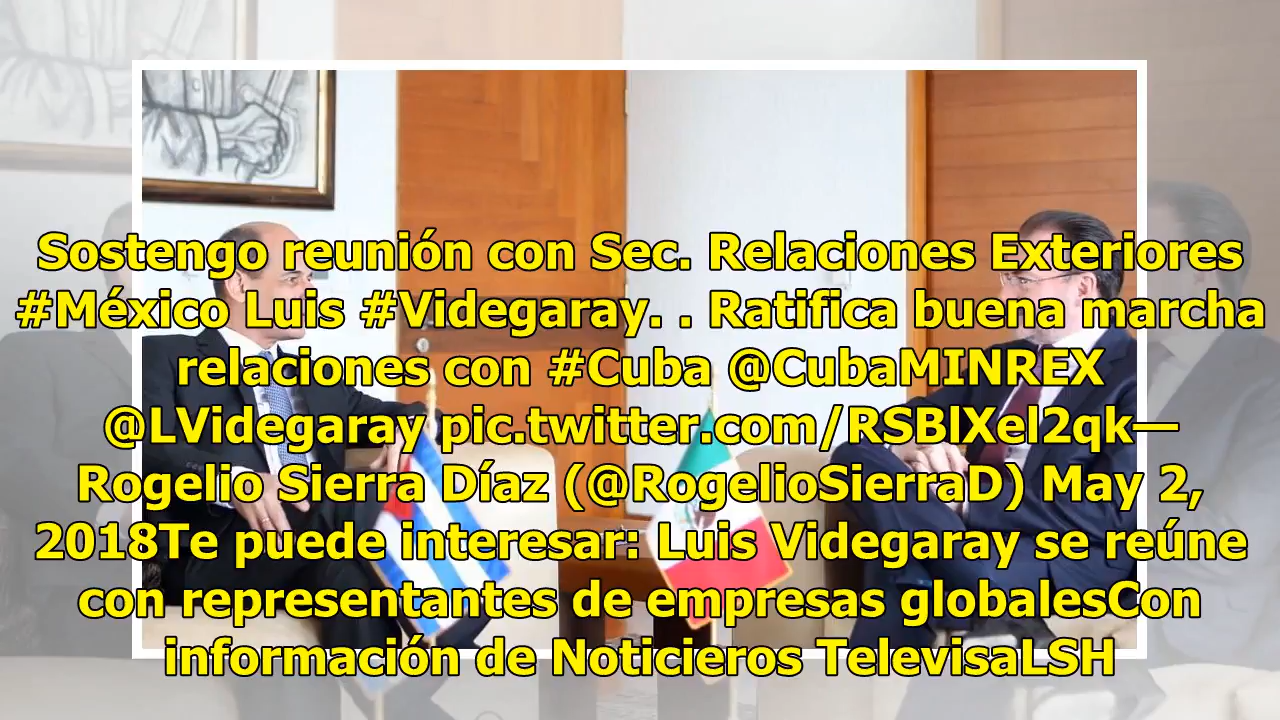 Sostengo reunión con Sec. Relaciones Exteriores
#México Luis #Videgaray. . Ratifica buena marcha
relaciones con #Cuba @CubaMINREX
@LVidegaray pic.twitter.com/RSBlXel2qk—
Rogelio Sierra Díaz (@RogelioSierraD) May 2,
2018Te puede interesar: Luis Videgaray se reúne
con representantes de empresas globalesCon
información de Noticieros TelevisaLSH